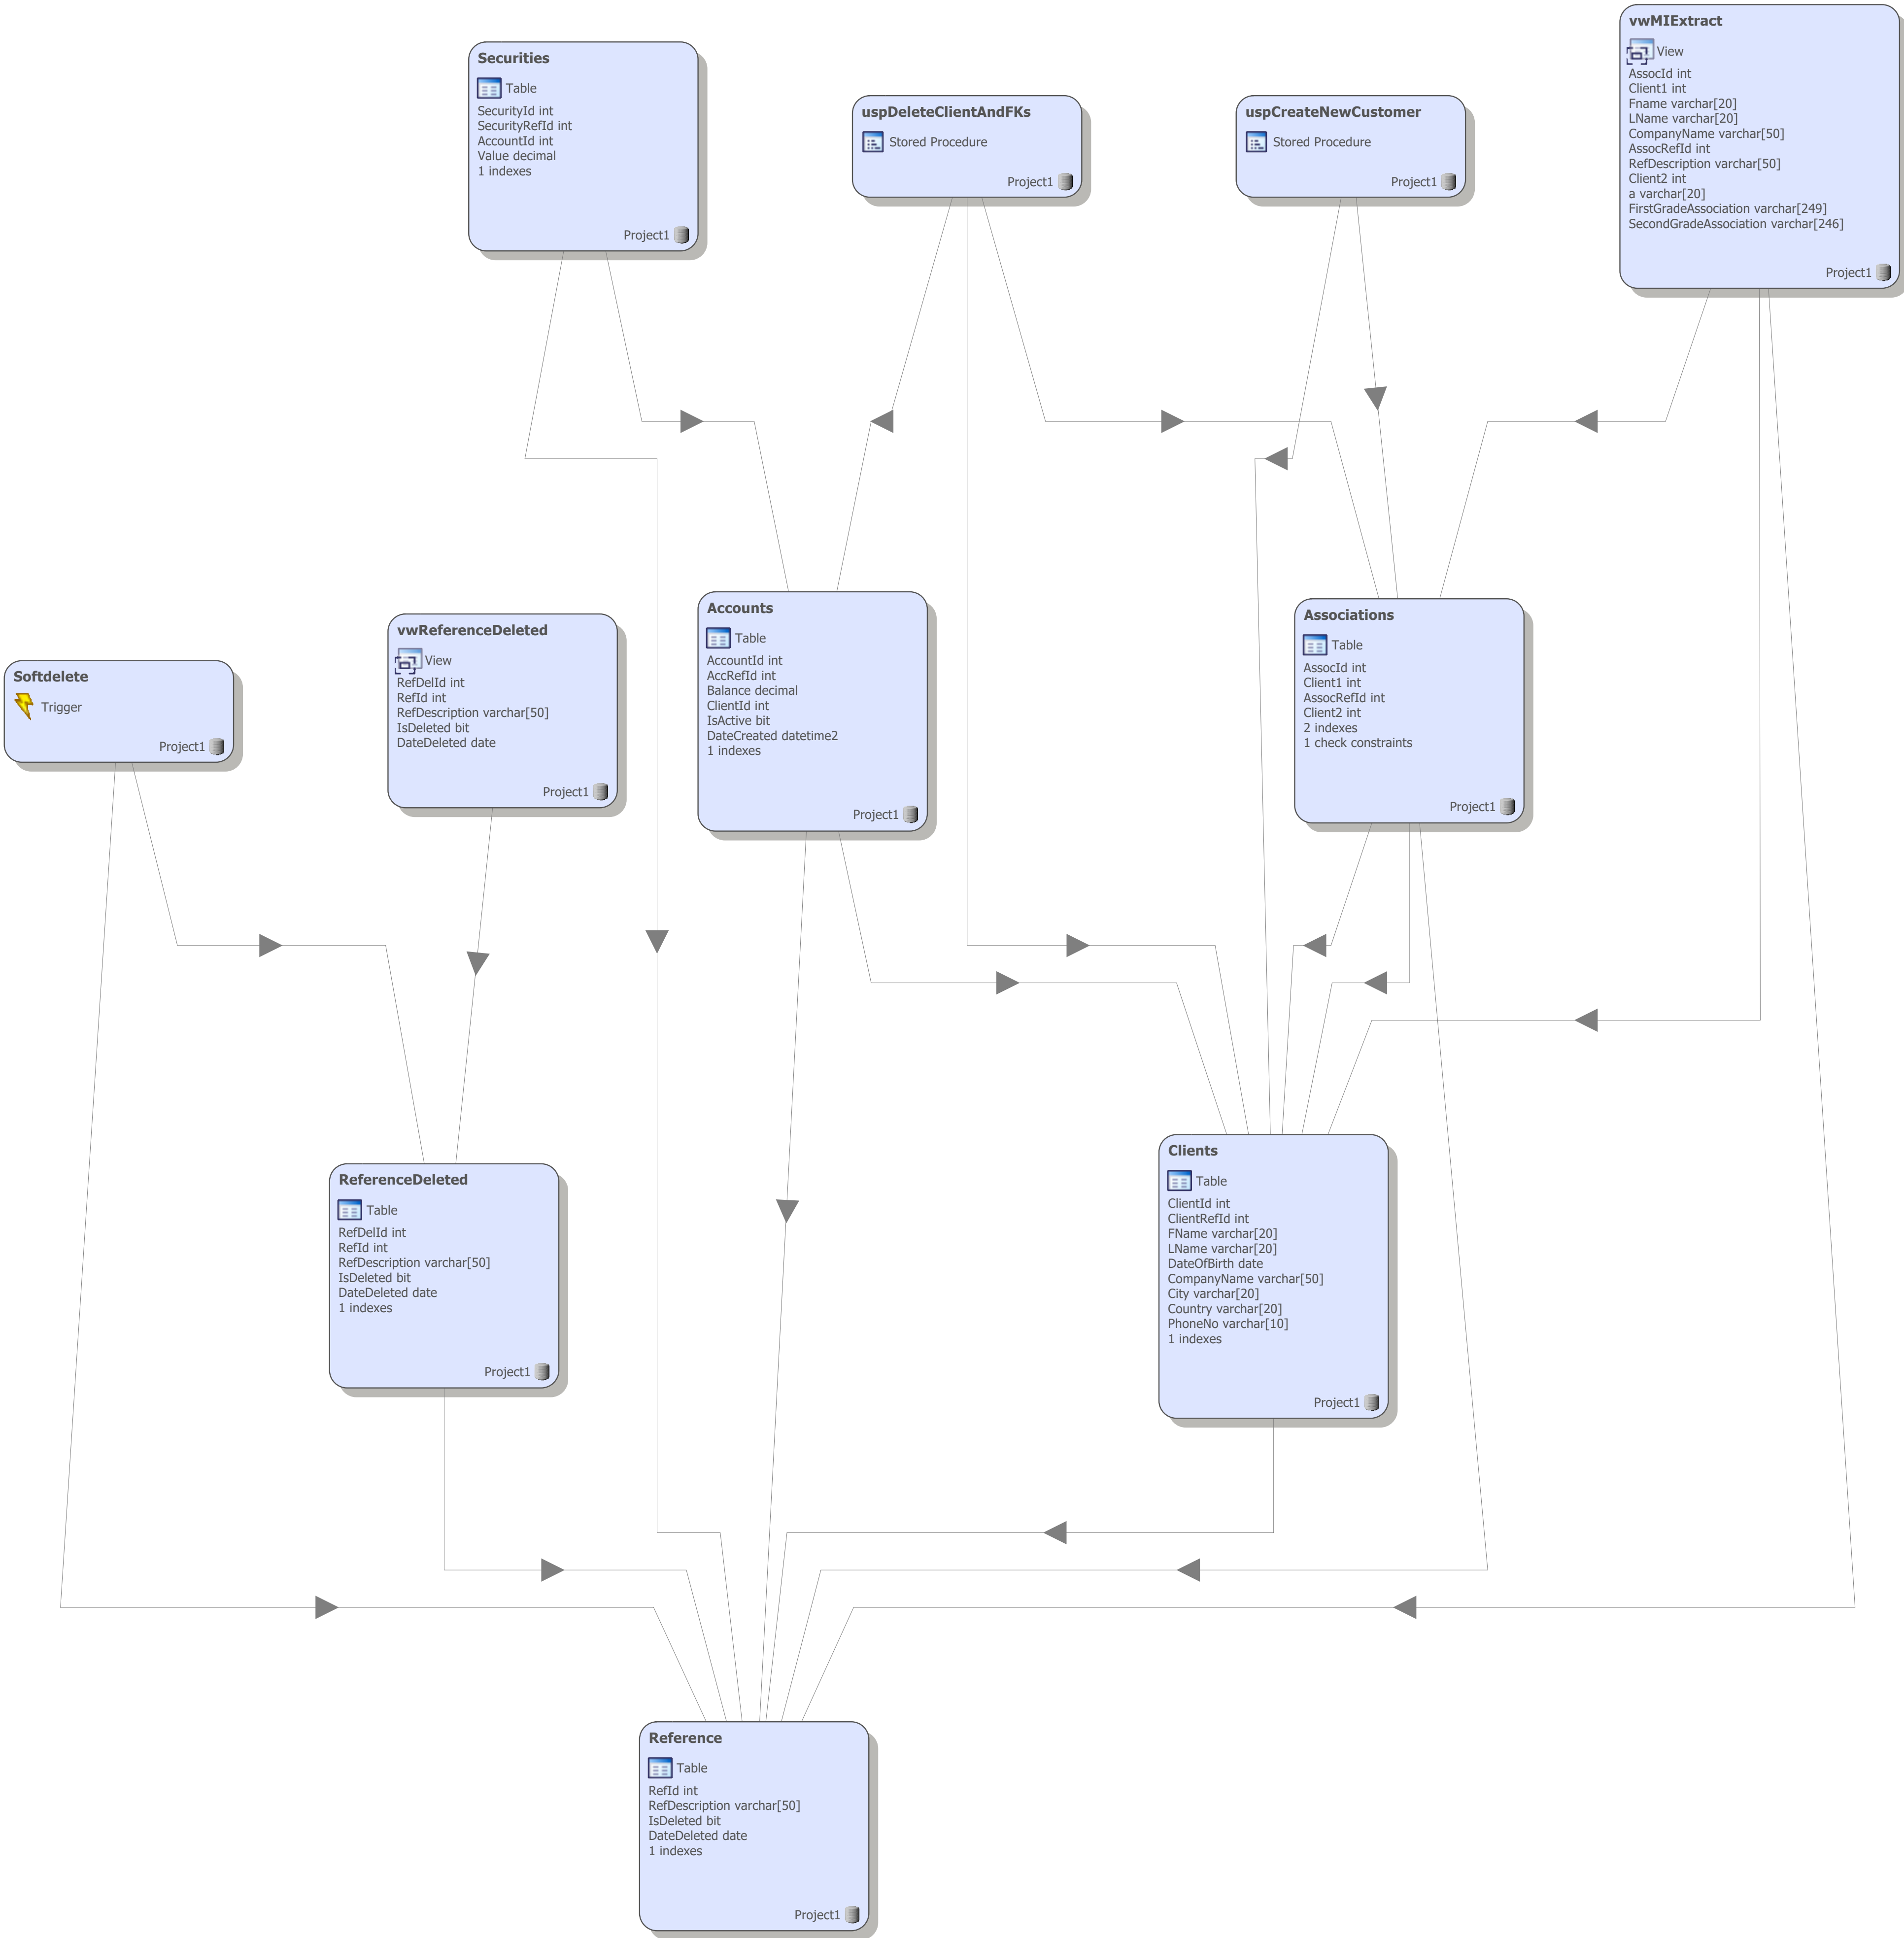 vwMIExtract
View
AssocId int
Client1 int
Fname varchar[20]
LName varchar[20]
CompanyName varchar[50]
AssocRefId int
RefDescription varchar[50]
Client2 int
a varchar[20]
FirstGradeAssociation varchar[249]
SecondGradeAssociation varchar[246]
Project1
Securities
Table
SecurityId int
SecurityRefId int
AccountId int
Value decimal
1 indexes
Project1
uspDeleteClientAndFKs
Stored Procedure
Project1
uspCreateNewCustomer
Stored Procedure
Project1
Softdelete
Trigger
Project1
vwReferenceDeleted
View
RefDelId int
RefId int
RefDescription varchar[50]
IsDeleted bit
DateDeleted date
Project1
Accounts
Table
AccountId int
AccRefId int
Balance decimal
ClientId int
IsActive bit
DateCreated datetime2
1 indexes
Project1
Associations
Table
AssocId int
Client1 int
AssocRefId int
Client2 int
2 indexes
1 check constraints
Project1
ReferenceDeleted
Table
RefDelId int
RefId int
RefDescription varchar[50]
IsDeleted bit
DateDeleted date
1 indexes
Project1
Clients
Table
ClientId int
ClientRefId int
FName varchar[20]
LName varchar[20]
DateOfBirth date
CompanyName varchar[50]
City varchar[20]
Country varchar[20]
PhoneNo varchar[10]
1 indexes
Project1
Reference
Table
RefId int
RefDescription varchar[50]
IsDeleted bit
DateDeleted date
1 indexes
Project1